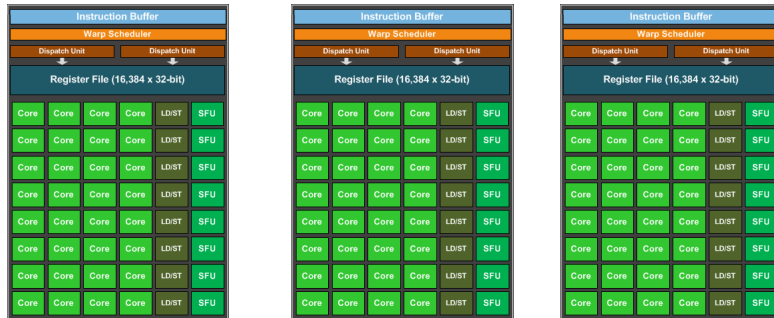 Instruction Buffer
Warp Scheduler
Dispatch Unit Dispatch Unit
Register File (16,384 x 32-bit)
Core Core Core Core LD/ST SFU
Core Core Core Core LD/ST SFU
Core Core Core Core LD/ST SFU
Core Core Core Core LD/ST SFU
Core Core Core Core LD/ST SFU
Core Core Core Core LD/ST SFU
Core Core Core Core LD/ST SFU
Core Core Core Core LD/ST SFU
Instruction Buffer
Warp Scheduler
Dispatch Unit Dispatch Unit
Register File (16,384 x 32-bit)
Core Core Core Core LD/ST SFU
Core Core Core Core LD/ST SFU
Core Core Core Core LD/ST SFU
Core Core Core Core LD/ST SFU
Core Core Core Core LD/ST SFU
Core Core Core Core LD/ST SFU
Core Core Core Core LD/ST SFU
Core Core Core Core LD/ST SFU
Instruction Buffer
Warp Scheduler
Dispatch Unit Dispatch Unit
Register File (16,384 x 32-bit)
Core Core Core Core LD/ST SFU
Core Core Core Core LD/ST SFU
Core Core Core Core LD/ST SFU
Core Core Core Core LD/ST SFU
Core Core Core Core LD/ST SFU
Core Core Core Core LD/ST SFU
Core Core Core Core LD/ST SFU
Core Core Core Core LD/ST SFU